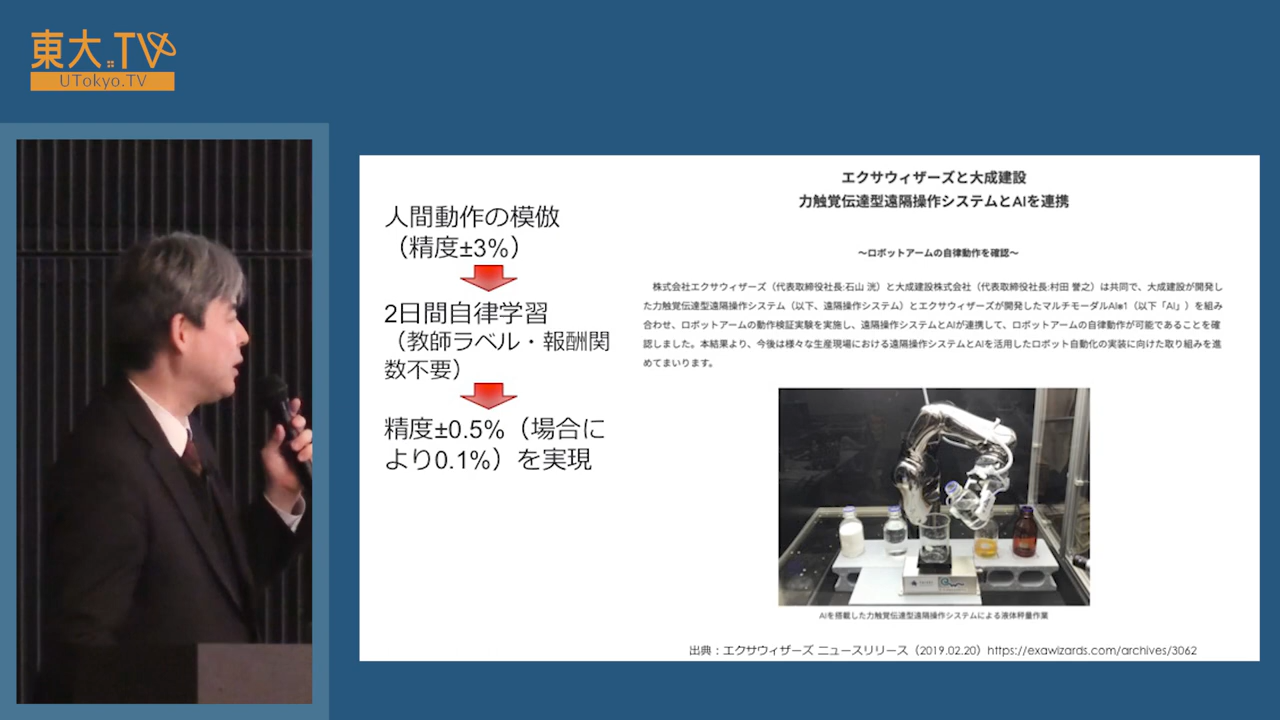 東大.TV
UTokyo.TV
人間動作の模倣
（精度±3%）
2日間自律学習
（教師ラベル・報酬関
数不要）
精度±0.5%（場合に
より0.1%）を実現
エクサウィザーズと大成建設
力触覚伝達型遠隔操作システムとAIを連携
～ロボットアームの自律動作を確認～
株式会社エクサウィザーズ（代表取締役社長:石山 洸）と大成建設株式会社（代表取締役社長:村田 誉之）は共同で、大成建設が開発し
た力触覚伝達型遠隔操作システム（以下、遠隔操作システム）とエクサウィザーズが開発したマルチモーダルAI※1（以下「AI」）を組み
合わせ、ロボットアームの動作検証実験を実施し、遠隔操作システムとAIが連携して、ロボットアームの自律動作が可能であることを確
認しました。本結果より、今後は様々な生産現場における遠隔操作システムとAIを活用したロボット自動化の実装に向けた取り組みを進
めてまいります。
AIを搭載した力触覚伝達型遠隔操作システムによる液体秤量作業
出典：エクサウィザーズ ニュースリリース（2019.02.20）https://exawizards.com/archives/3062